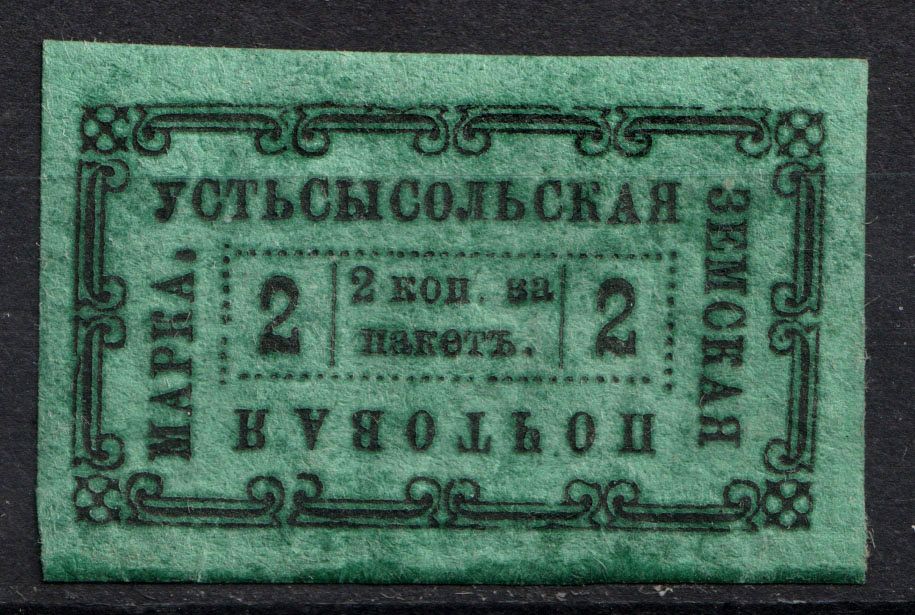 УСТЬСЫСОЛЬСКАЯ
ЗЕМСКАЯ
ПОЧТОВАЯ
МАРКА.
2
2 коп. за
пакетъ.
2